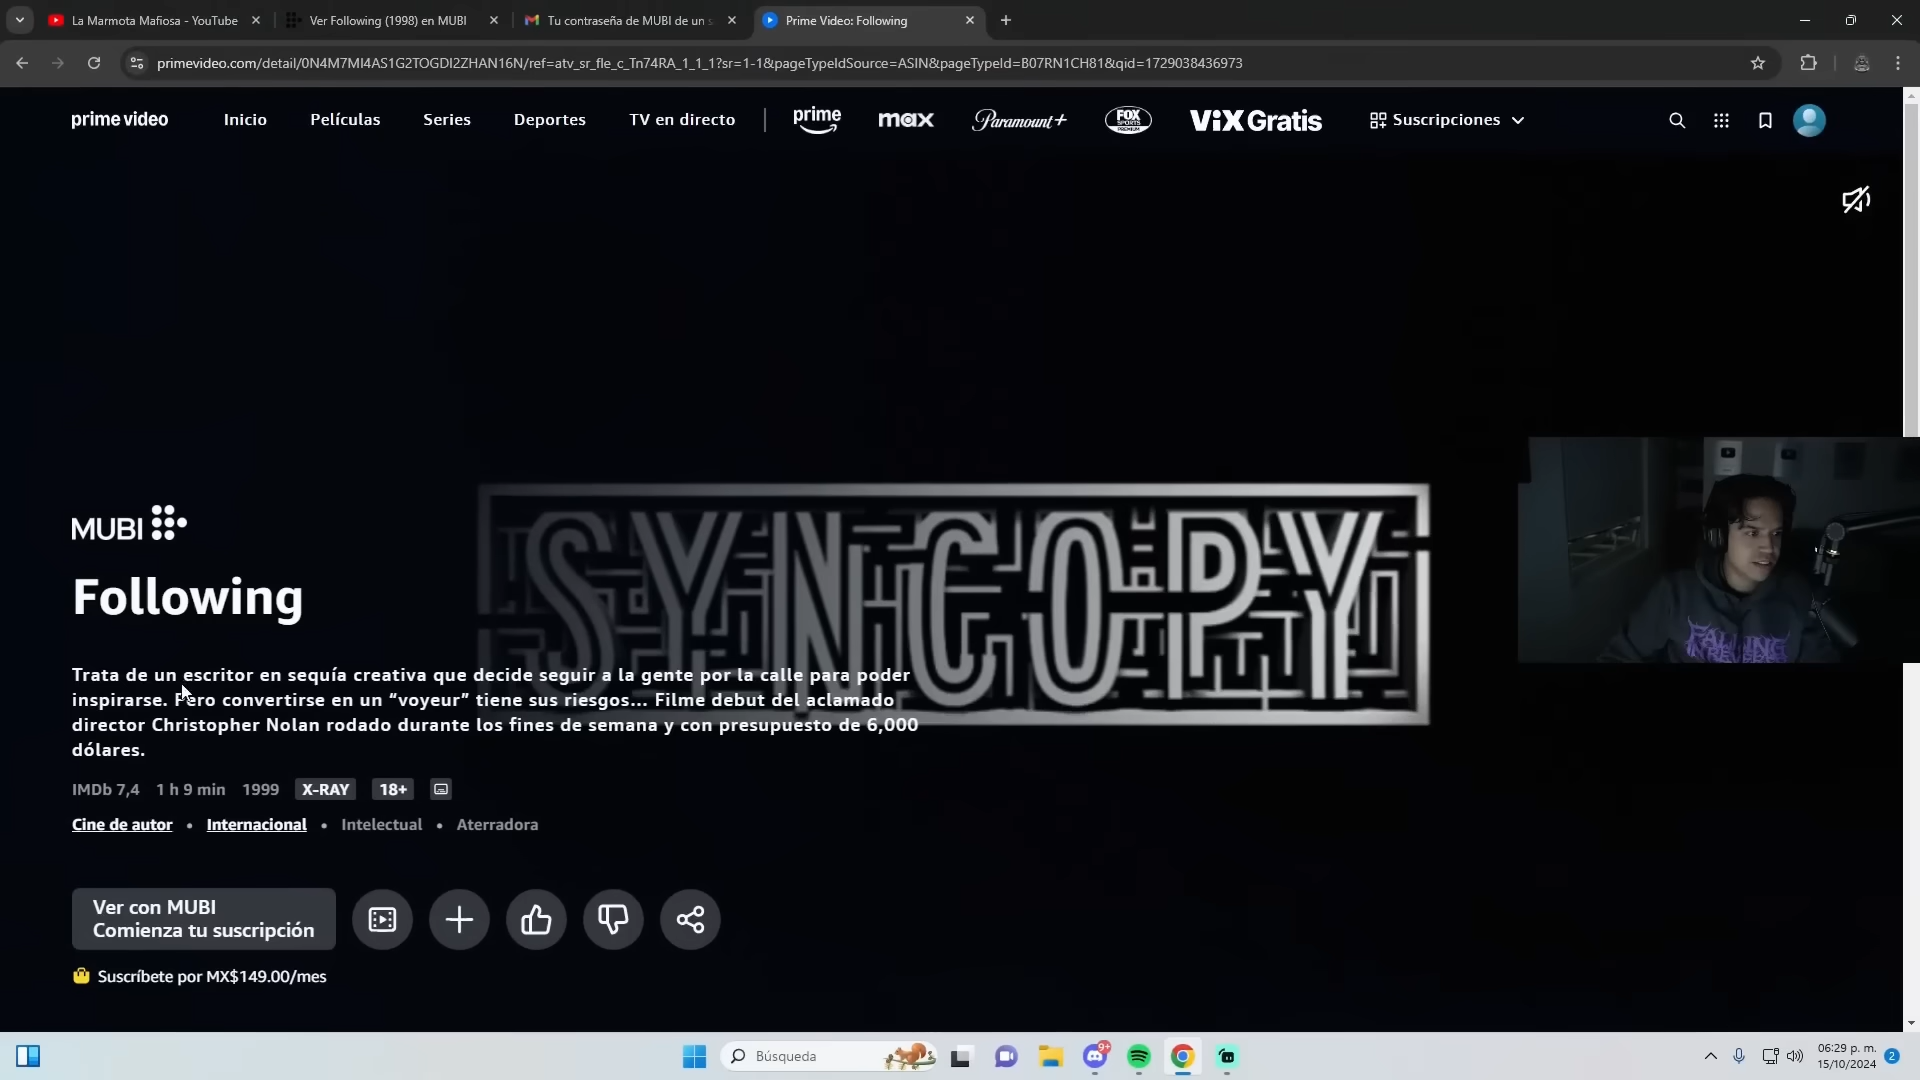 La Marmota Mafiosa - YouTube
Ver Following (1998) en MUBI
Tu contraseña de MUBI de un s
Prime Video: Following
primevideo.com/detail/0N4M7MI4AS1G2TOGDI2ZHAN16N/ref=atv_sr_fle_c_Tn74RA_1_1_1?sr=1-1&pageTypeIdSource=ASIN&pageTypeId=B07RN1CH81&qid=1729038436973
prime video
Inicio
Películas
Series
Deportes
TV en directo
prime
max
Paramount+
FOX SPORTS PREMIUM
ViX Gratis
Suscripciones
SYNCOPY
MUBI
Following
Trata de un escritor en sequía creativa que decide seguir a la gente por la calle para poder
inspirarse. Pero convertirse en un “voyeur” tiene sus riesgos... Filme debut del aclamado
director Christopher Nolan rodado durante los fines de semana y con presupuesto de 6,000
dólares.
IMDb 7,4 1 h 9 min 1999 X-RAY 18+
Cine de autor • Internacional • Intelectual • Aterradora
Ver con MUBI
Comienza tu suscripción
Suscríbete por MX$149.00/mes
FALLING
Búsqueda
9+
06:29 p. m.
15/10/2024
2